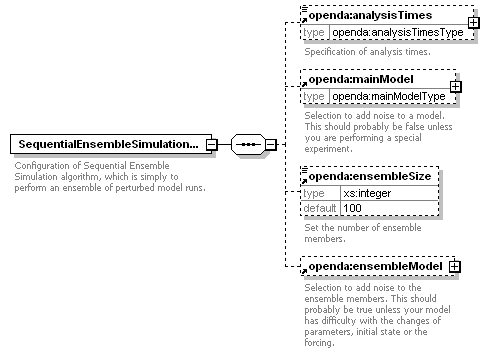 openda:analysisTimes
type openda:analysisTimesType
Specification of analysis times.
openda:mainModel
type openda:mainModelType
Selection to add noise to a model.
This should probably be false unless
you are performing a special
experiment.
SequentialEnsembleSimulation...
Configuration of Sequential Ensemble
Simulation algorithm, which is simply to
perform an ensemble of perturbed model runs.
openda:ensembleSize
type xs:integer
default 100
Set the number of ensemble
members.
openda:ensembleModel
Selection to add noise to the
ensemble members. This should
probably be true unless your model
has difficulty with the changes of
parameters, initial state or the
forcing.